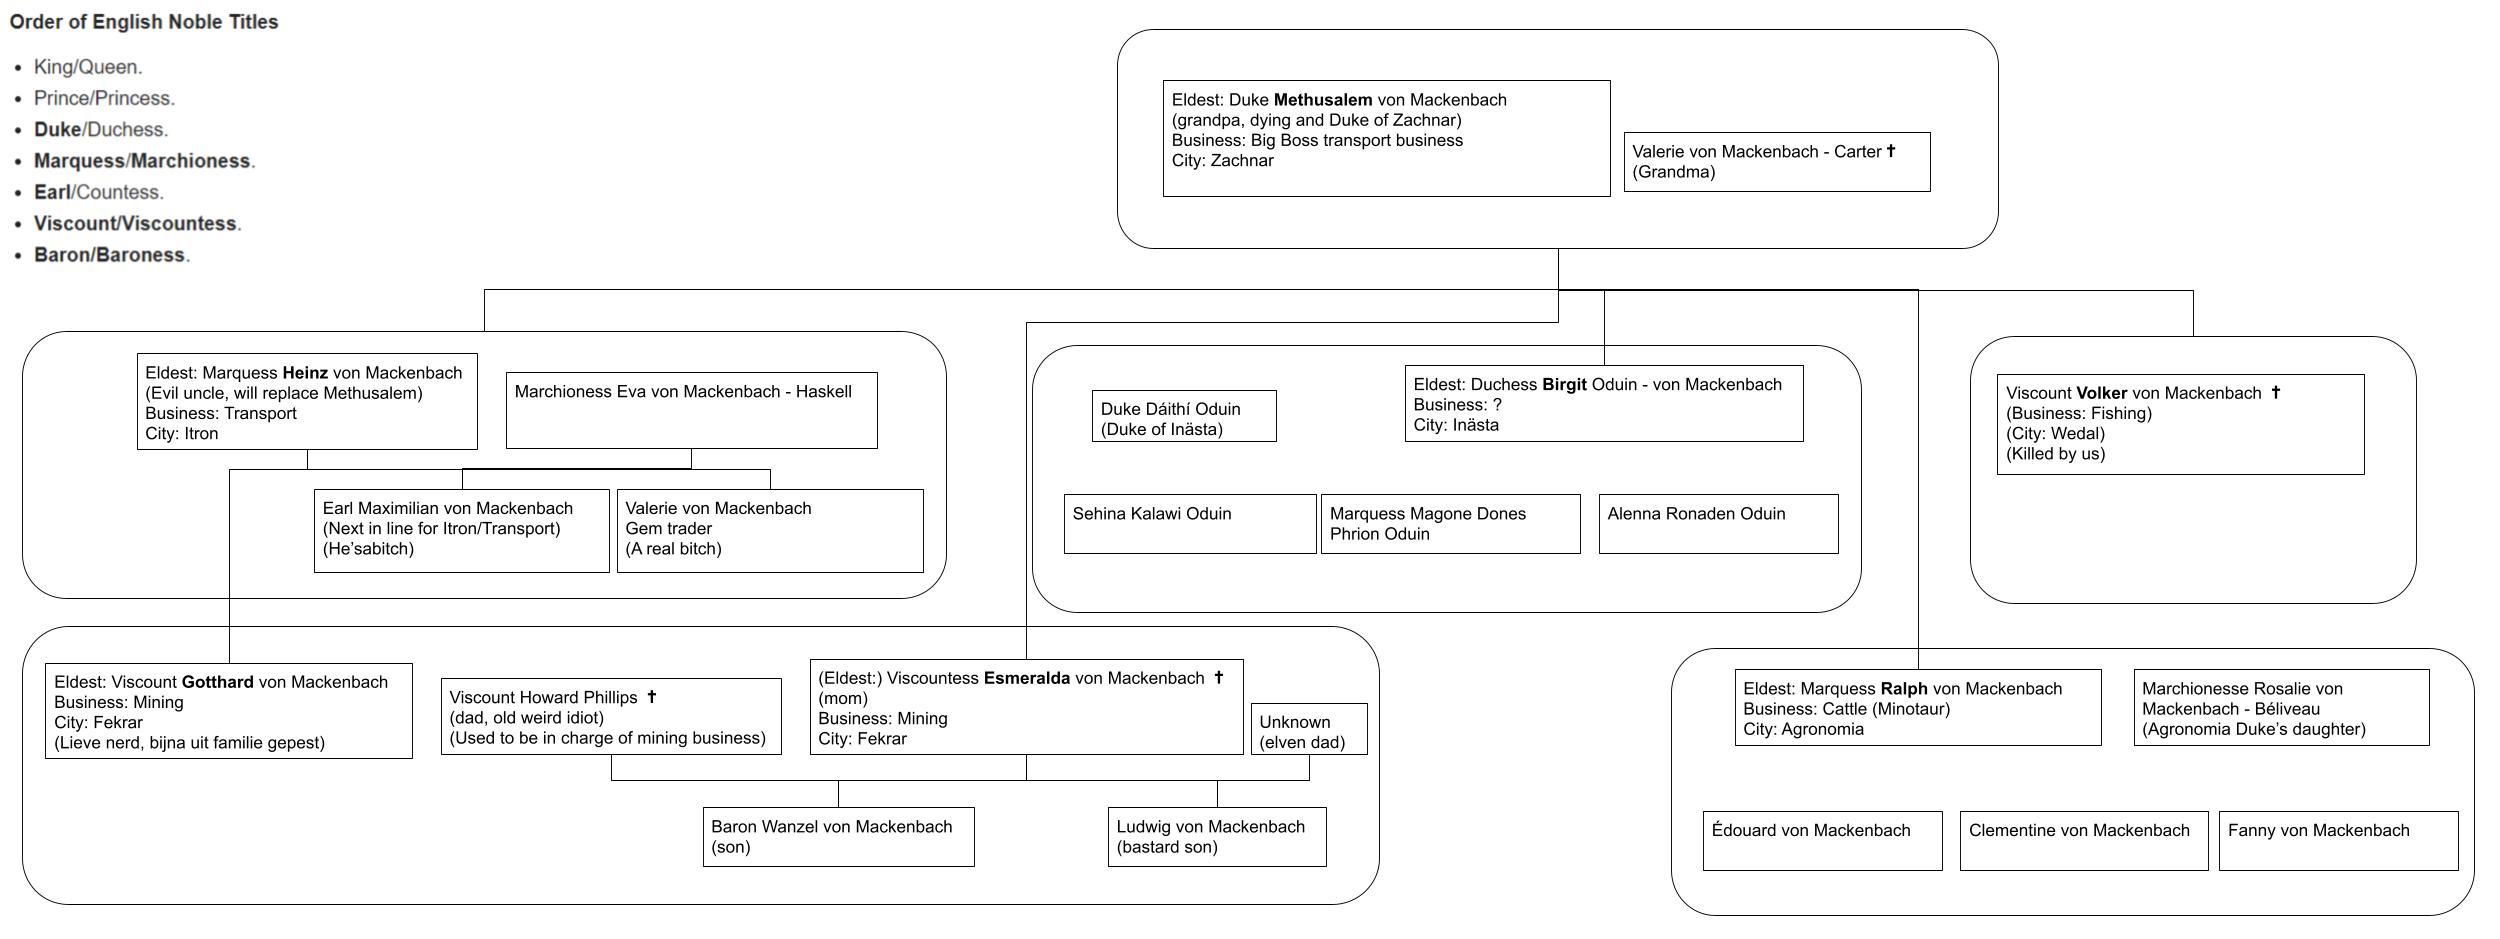 Order of English Noble Titles
• King/Queen.
• Prince/Princess.
• Duke/Duchess.
• Marquess/Marchioness.
• Earl/Countess.
• Viscount/Viscountess.
• Baron/Baroness.
Eldest: Duke Methusalem von Mackenbach
(grandpa, dying and Duke of Zachnar)
Business: Big Boss transport business
City: Zachnar
Valerie von Mackenbach - Carter ✝
(Grandma)
Eldest: Marquess Heinz von Mackenbach
(Evil uncle, will replace Methusalem)
Business: Transport
City: Itron
Marchioness Eva von Mackenbach - Haskell
Earl Maximilian von Mackenbach
(Next in line for Itron/Transport)
(He’sabitch)
Valerie von Mackenbach
Gem trader
(A real bitch)
Duke Dáithí Oduin
(Duke of Inästa)
Eldest: Duchess Birgit Oduin - von Mackenbach
Business: ?
City: Inästa
Sehina Kalawi Oduin
Marquess Magone Dones
Phrion Oduin
Alenna Ronaden Oduin
Viscount Volker von Mackenbach ✝
(Business: Fishing)
(City: Wedal)
(Killed by us)
Eldest: Viscount Gotthard von Mackenbach
Business: Mining
City: Fekrar
(Lieve nerd, bijna uit familie gepest)
Viscount Howard Phillips ✝
(dad, old weird idiot)
(Used to be in charge of mining business)
(Eldest:) Viscountess Esmeralda von Mackenbach ✝
(mom)
Business: Mining
City: Fekrar
Unknown
(elven dad)
Baron Wanzel von Mackenbach
(son)
Ludwig von Mackenbach
(bastard son)
Eldest: Marquess Ralph von Mackenbach
Business: Cattle (Minotaur)
City: Agronomia
Marchionesse Rosalie von
Mackenbach - Béliveau
(Agronomia Duke’s daughter)
Édouard von Mackenbach
Clementine von Mackenbach
Fanny von Mackenbach